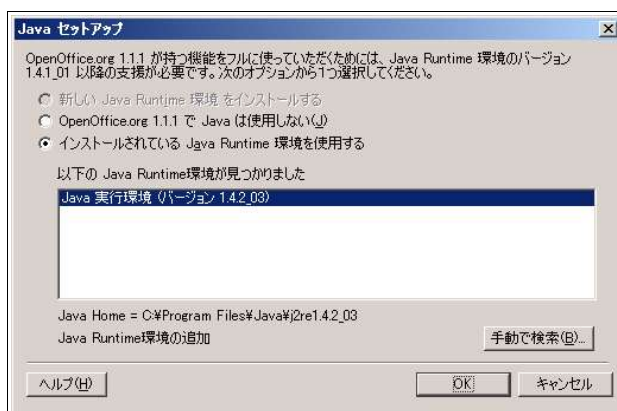 Java セットアップ
OpenOffice.org 1.1.1 が持つ機能をフルに使っていただくためには、Java Runtime 環境のバージョン
1.4.1_01 以降の支援が必要です。次のオプションから1つ選択してください。
新しい Java Runtime 環境 をインストールする
OpenOffice.org 1.1.1 で Java は使用しない(J)
インストールされている Java Runtime 環境を使用する
以下の Java Runtime環境が見つかりました
Java 実行環境 (バージョン 1.4.2_03)
Java Home = C:¥Program Files¥Java¥j2re1.4.2_03
Java Runtime環境の追加
手動で検索(B)...
ヘルプ(H)
OK
キャンセル